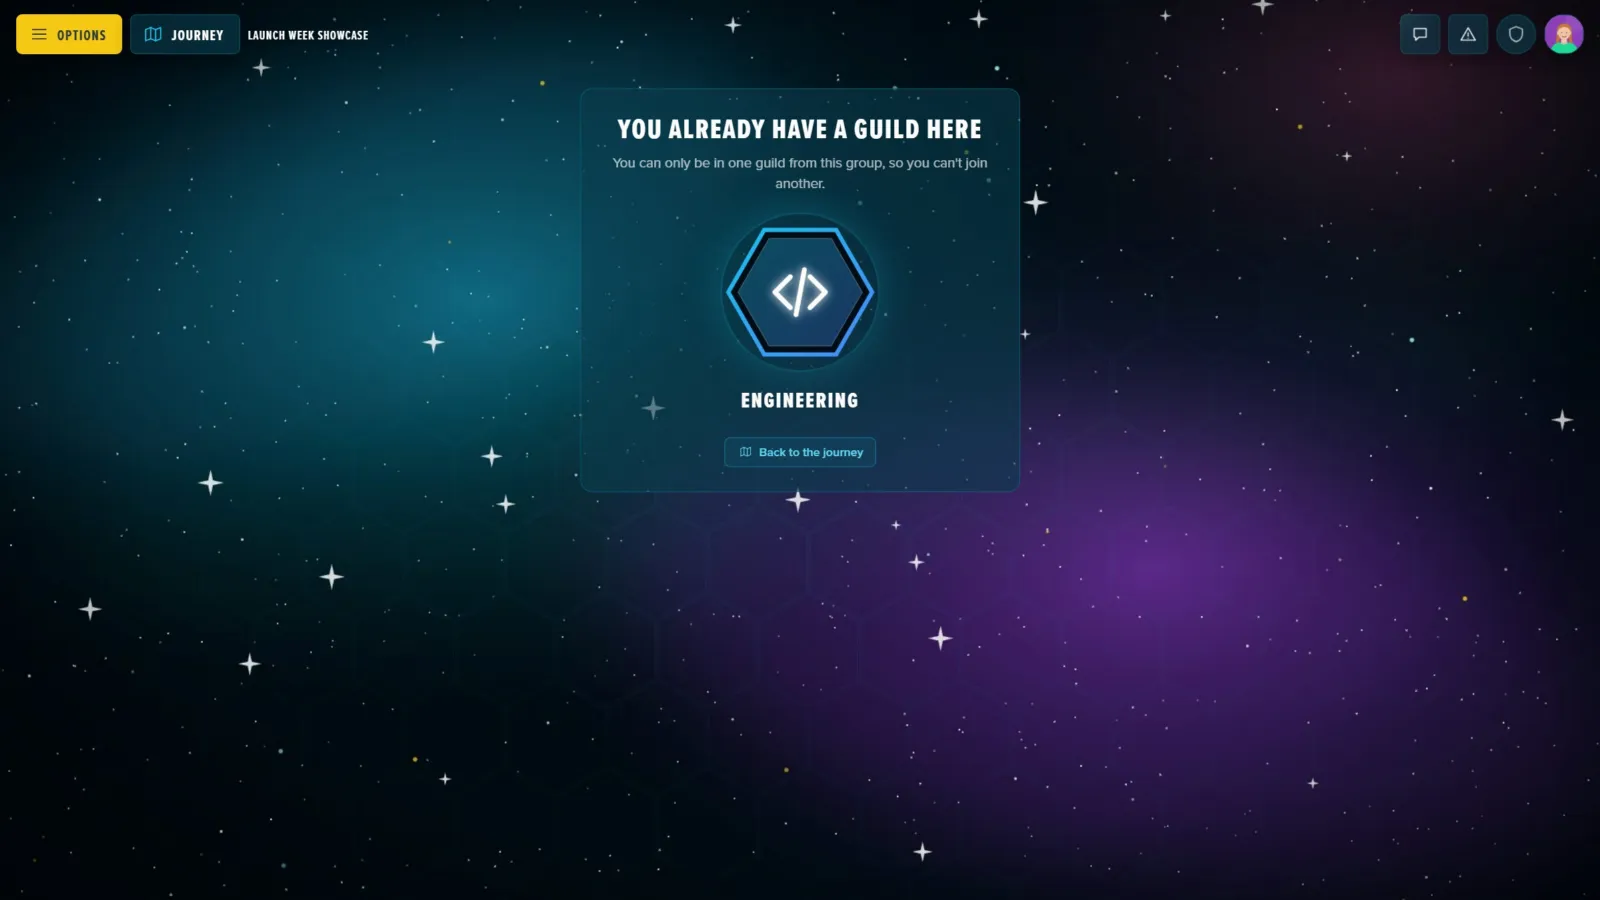 OPTIONS
JOURNEY
LAUNCH WEEK SHOWCASE
YOU ALREADY HAVE A GUILD HERE
You can only be in one guild from this group, so you can't join
another.
ENGINEERING
Back to the journey